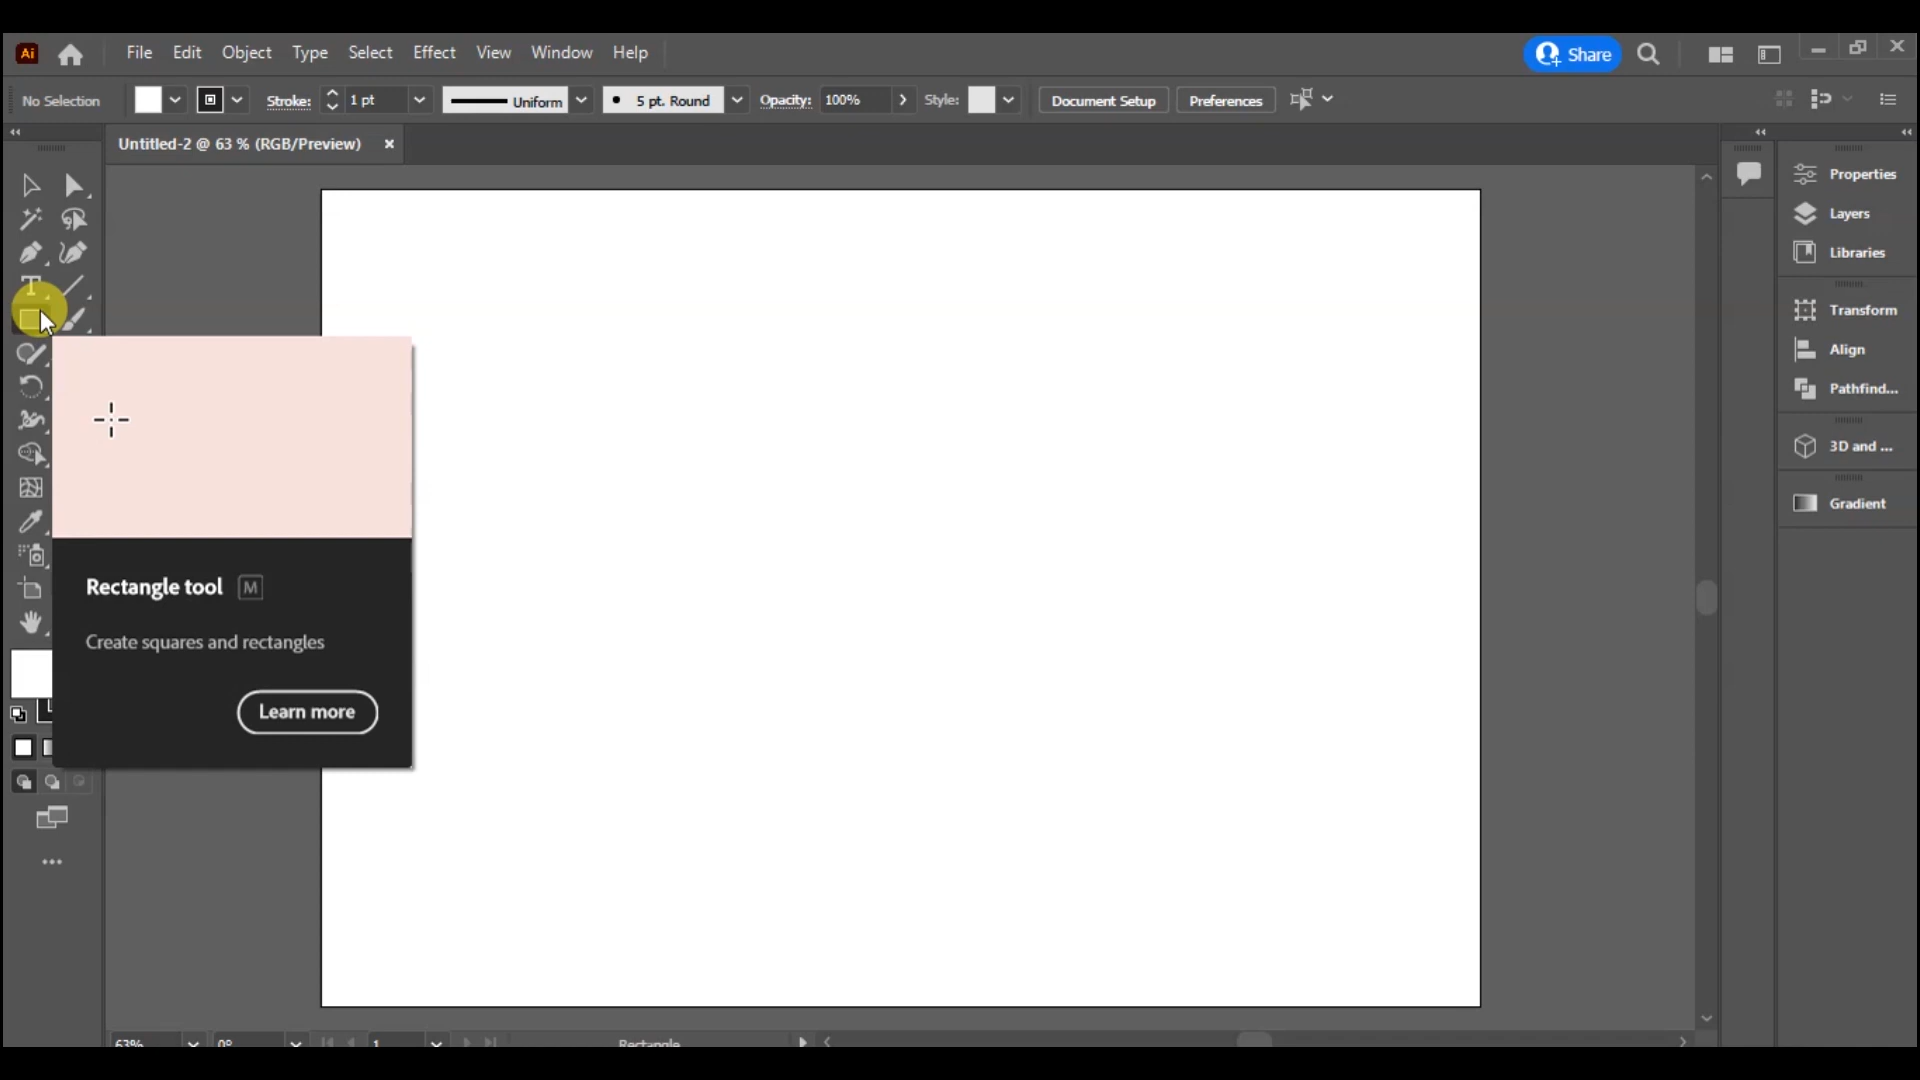 Ai
File Edit Object Type Select Effect View Window Help
Share
No Selection
Stroke: 1 pt
Uniform
5 pt. Round
Opacity: 100%
Style:
Document Setup
Preferences
Untitled-2 @ 63 % (RGB/Preview)
Properties
Layers
Libraries
Transform
Align
Pathfind...
3D and ...
Gradient
Rectangle tool M
Create squares and rectangles
Learn more
63% 0° 1 Rectangle